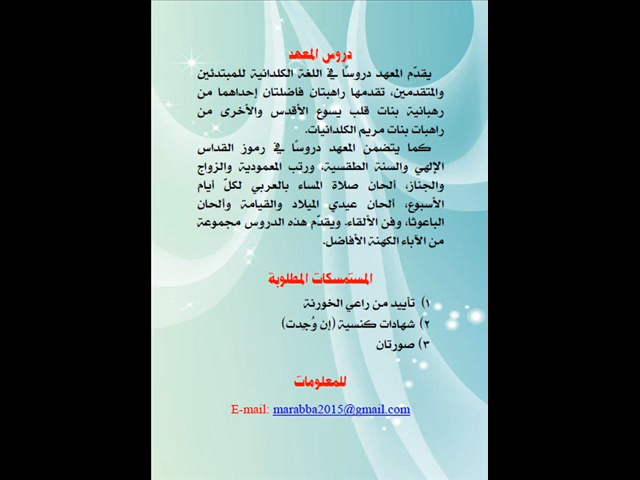 دروس المعهد
يقدّم المعهد دروسًا في اللغة الكلدانية للمبتدئين
والمتقدمين، تقدمها راهبتان فاضلتان إحداهما من
رهبانية بنات قلب يسوع الأقدس والأخرى من
راهبات بنات مريم الكلدانيات.
كما يتضمن المعهد دروسًا في رموز القداس
الإلهي والسنة الطقسية، ورتب المعمودية والزواج
والجناز، ألحان صلاة المساء بالعربي لكلّ أيام
الأسبوع، ألحان عيدي الميلاد والقيامة وألحان
الباعوثا، وفن الألقاء. ويقدّم هذه الدروس مجموعة
من الآباء الكهنة الأفاضل.
المستمسكات المطلوبة
١) تأييد من راعي الخورنة
٢) شهادات كنسية (إن وُجدت)
٣) صورتان
للمعلومات
E-mail: marabba2015@gmail.com